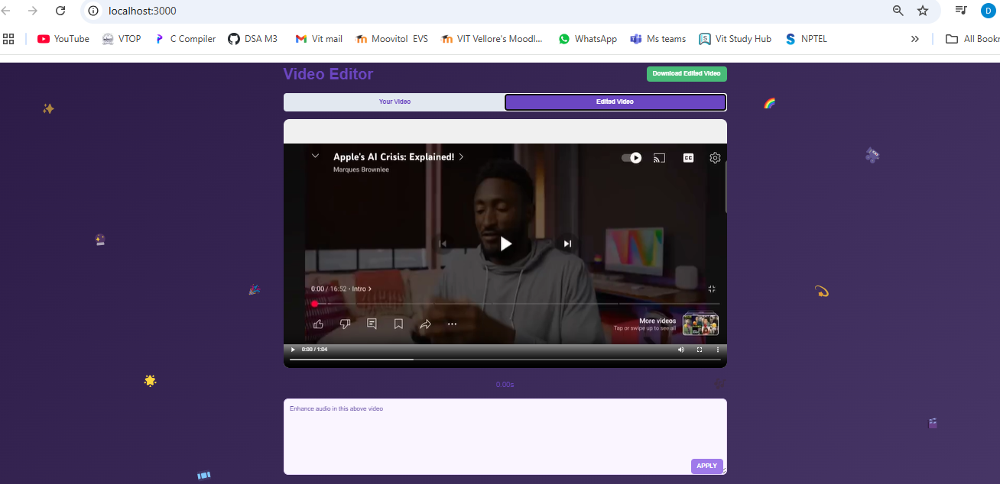 localhost:3000
D
YouTube VTOP C Compiler DSA M3 Vit mail Moovitol EVS VIT Vellore's Moodl... WhatsApp Ms teams Vit Study Hub NPTEL » All Bookr
Video Editor
Download Edited Video
Your Video Edited Video
Apple's AI Crisis: Explained!
Marques Brownlee
CC
0:00 / 16:52 • Intro
More videos
Tap or swipe up to see all
0:00 / 1:04
0.00s
Enhance audio in this above video
APPLY